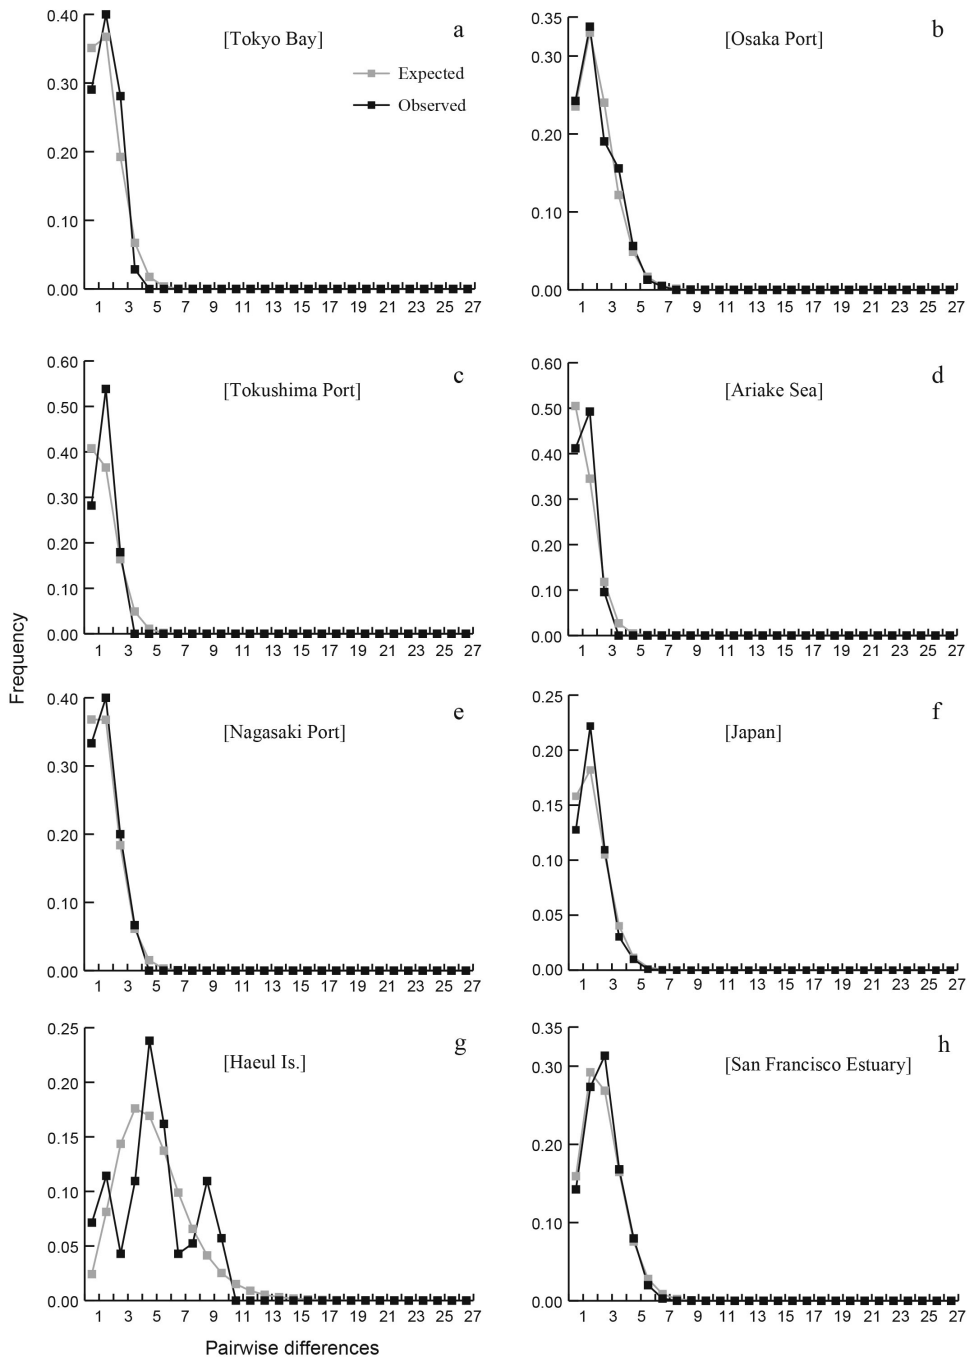 [Tokyo Bay] a
Expected
Observed
0.40
0.30
0.20
0.10
0.00
1 3 5 7 9 11 13 15 17 19 21 23 25 27
[Osaka Port] b
0.35
0.30
0.20
0.10
0.00
1 3 5 7 9 11 13 15 17 19 21 23 25 27
[Tokushima Port] c
0.60
0.50
0.40
0.30
0.20
0.10
0.00
1 3 5 7 9 11 13 15 17 19 21 23 25 27
[Ariake Sea] d
0.60
0.50
0.40
0.30
0.20
0.10
0.00
1 3 5 7 9 11 13 15 17 19 21 23 25 27
Frequency
[Nagasaki Port] e
0.40
0.30
0.20
0.10
0.00
1 3 5 7 9 11 13 15 17 19 21 23 25 27
[Japan] f
0.25
0.20
0.15
0.10
0.05
0.00
1 3 5 7 9 11 13 15 17 19 21 23 25 27
[Haeul Is.] g
0.25
0.20
0.15
0.10
0.05
0.00
1 3 5 7 9 11 13 15 17 19 21 23 25 27
[San Francisco Estuary] h
0.35
0.30
0.20
0.10
0.00
1 3 5 7 9 11 13 15 17 19 21 23 25 27
Pairwise differences